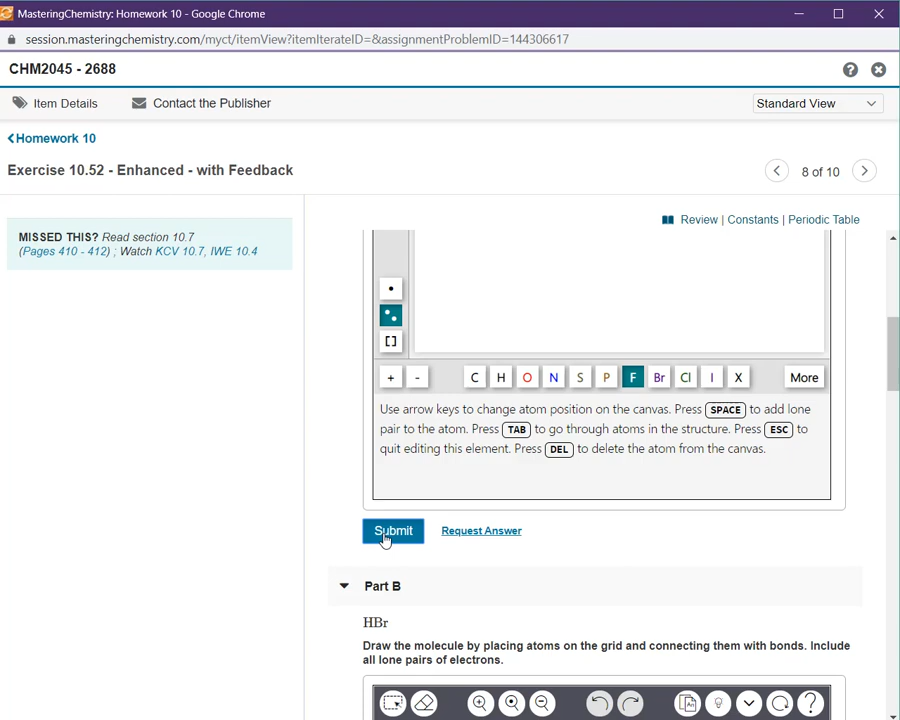 MasteringChemistry: Homework 10 - Google Chrome
session.masteringchemistry.com/myct/itemView?itemIterateID=&assignmentProblemID=144306617
CHM2045 - 2688
Item Details
Contact the Publisher
Standard View
Homework 10
Exercise 10.52 - Enhanced - with Feedback
8 of 10
MISSED THIS? Read section 10.7
(Pages 410 - 412) ; Watch KCV 10.7, IWE 10.4
Review | Constants | Periodic Table
[]
+ - C H O N S P F Br Cl I X More
Use arrow keys to change atom position on the canvas. Press SPACE to add lone
pair to the atom. Press TAB to go through atoms in the structure. Press ESC to
quit editing this element. Press DEL to delete the atom from the canvas.
Submit
Request Answer
Part B
HBr
Draw the molecule by placing atoms on the grid and connecting them with bonds. Include
all lone pairs of electrons.